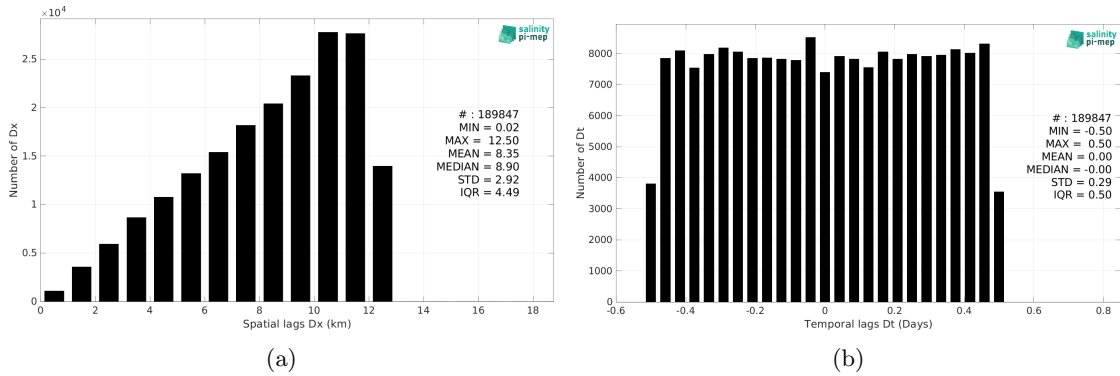 ×10⁴
2.5
2
1.5
1
0.5
0
Number of Dx
salinity
pi-mep
# : 189847
MIN = 0.02
MAX = 12.50
MEAN = 8.35
MEDIAN = 8.90
STD = 2.92
IQR = 4.49
0 2 4 6 8 10 12 14 16 18
Spatial lags Dx (km)
(a)
8000
7000
6000
5000
4000
3000
2000
1000
0
Number of Dt
salinity
pi-mep
# : 189847
MIN = -0.50
MAX = 0.50
MEAN = 0.00
MEDIAN = -0.00
STD = 0.29
IQR = 0.50
-0.6 -0.4 -0.2 0 0.2 0.4 0.6 0.8
Temporal lags Dt (Days)
(b)